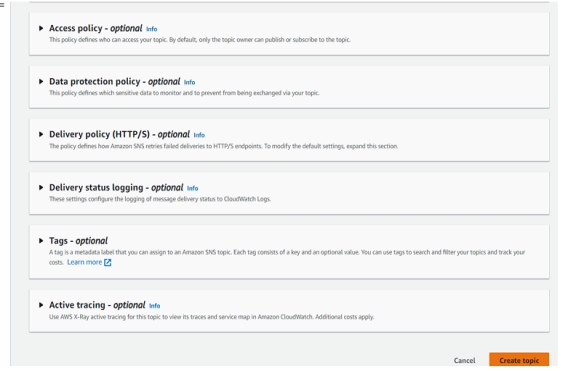 Access policy - optional Info
This policy defines who can access your topic. By default, only the topic owner can publish or subscribe to the topic.
Data protection policy - optional Info
This policy defines which sensitive data to monitor and to prevent from being exchanged via your topic.
Delivery policy (HTTP/S) - optional Info
The policy defines how Amazon SNS retries failed deliveries to HTTP/S endpoints. To modify the default settings, expand this section.
Delivery status logging - optional Info
These settings configure the logging of message delivery status to CloudWatch Logs.
Tags - optional
A tag is a metadata label that you can assign to an Amazon SNS topic. Each tag consists of a key and an optional value. You can use tags to search and filter your topics and track your
costs. Learn more
Active tracing - optional Info
Use AWS X-Ray active tracing for this topic to view its traces and service map in Amazon CloudWatch. Additional costs apply.
Cancel Create topic